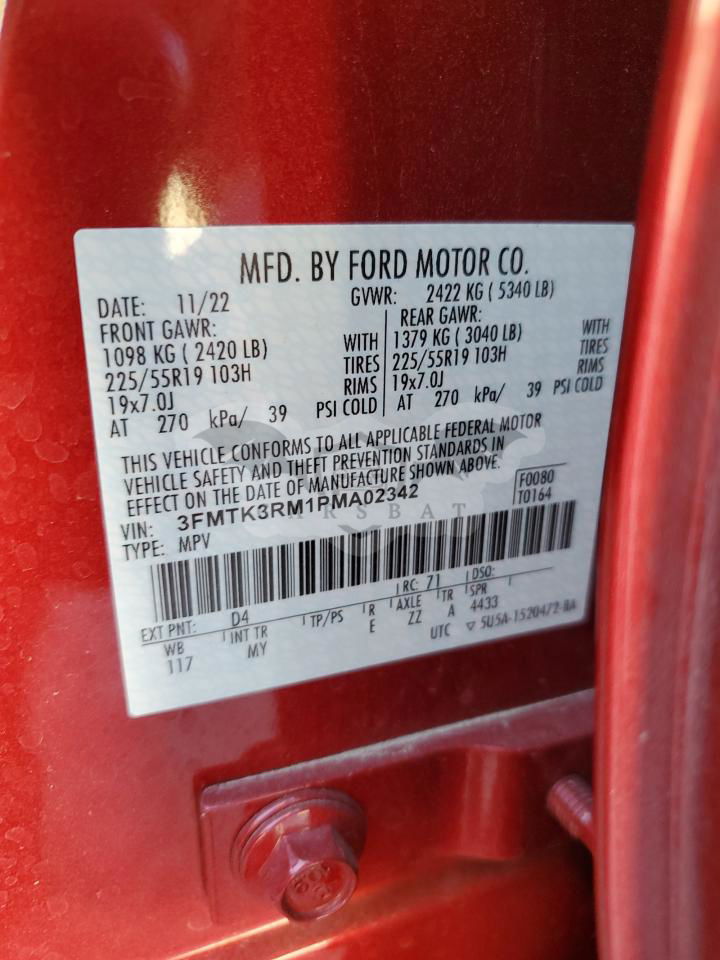 MFD. BY FORD MOTOR CO.
DATE: 11/22 GVWR: 2422 KG ( 5340 LB)
FRONT GAWR: REAR GAWR:
1098 KG ( 2420 LB) WITH 1379 KG ( 3040 LB) WITH
225/55R19 103H TIRES 225/55R19 103H TIRES
19x7.0J RIMS 19x7.0J RIMS
AT 270 kPa/ 39 PSI COLD AT 270 kPa/ 39 PSI COLD
THIS VEHICLE CONFORMS TO ALL APPLICABLE FEDERAL MOTOR
VEHICLE SAFETY AND THEFT PREVENTION STANDARDS IN
EFFECT ON THE DATE OF MANUFACTURE SHOWN ABOVE.
VIN: 3FMTK3RM1PMA02342 F0080
TYPE: MPV T0164
ARSBAT
EXT PNT: D4 RC: 71 DSO:
WB INT TR TP/PS R AXLE TR SPR
117 MY E ZZ A 4433
UTC ▽ 5U5A-15204/2-BA